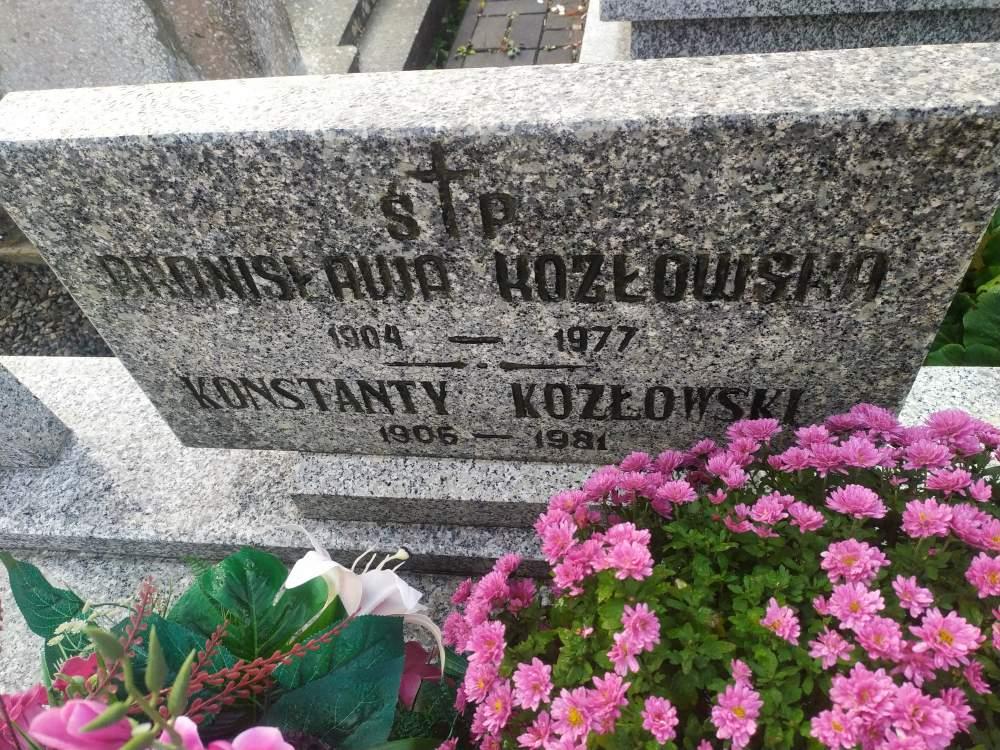 Ś P
BRONISŁAWA KOZŁOWSKA
1904 - 1977
KONSTANTY KOZŁOWSKI
1906 - 1981